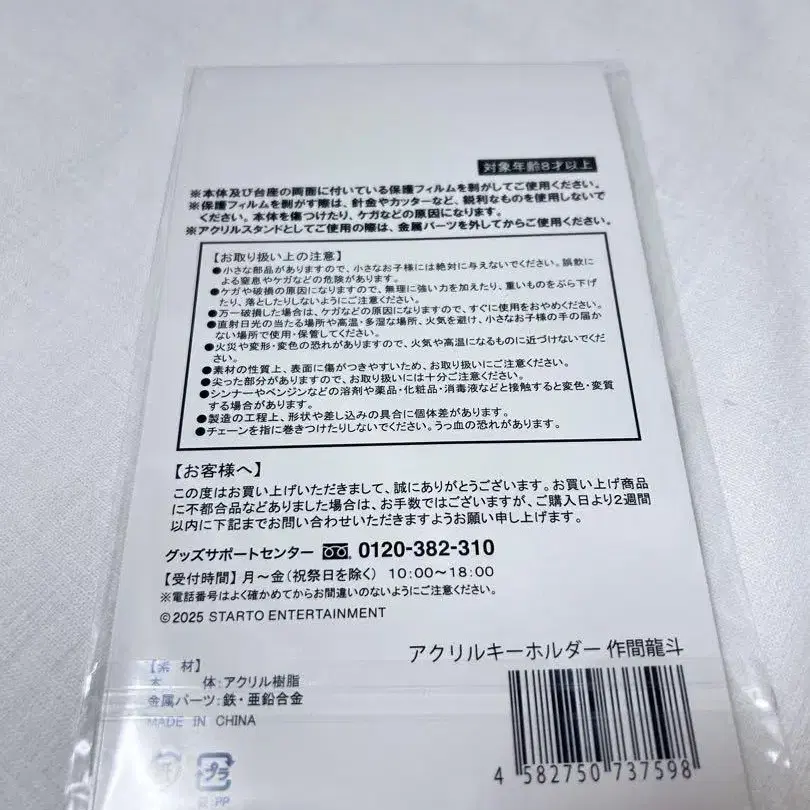 対象年齢8才以上
※本体及び台座の両面に付いている保護フィルムを剥がしてご使用ください。
※保護フィルムを剥がす際は、針金やカッターなど、鋭利なものを使用しないで
ください。本体を傷つけたり、ケガなどの原因になります。
※アクリルスタンドとしてご使用の際は、金属パーツを外してからご使用ください。
【お取り扱い上の注意】
●小さな部品がありますので、小さなお子様には絶対に与えないでください。誤飲に
よる窒息やケガなどの危険があります。
●ケガや破損の原因になりますので、無理に強い力を加えたり、重いものをぶら下げ
たり、落としたりしないようにご注意ください。
●万一破損した場合は、ケガなどの原因になりますので、すぐに使用をおやめください。
●直射日光の当たる場所や高温・多湿な場所、火気を避け、小さなお子様の手の届か
ない場所で使用・保管してください。
●火災や変形・変色の恐れがありますので、火気や高温になるものに近づけないでくだ
さい。
●素材の性質上、表面に傷がつきやすいため、お取り扱いにご注意ください。
●尖った部分がありますので、お取り扱いには十分ご注意ください。
●シンナーやベンジンなどの溶剤や薬品・化粧品・消毒液などと接触すると変色・変質
する場合があります。
●製造の工程上、形状や差し込みの具合に個体差があります。
●チェーンを指に巻きつけたりしないでください。うっ血の恐れがあります。
【お客様へ】
この度はお買い上げいただきまして、誠にありがとうございます。お買い上げ商品
に不都合品などありました場合は、お手数ではございますが、ご購入日より2週間
以内に下記までお問い合わせいただきますようお願い申し上げます。
グッズサポートセンター 0120-382-310
【受付時間】月〜金(祝祭日を除く) 10:00〜18:00
※電話番号はよく確かめてからお間違いのないようにご注意ください。
©2025 STARTO ENTERTAINMENT
アクリルキーホルダー 作間龍斗
【素 材】
本 体:アクリル樹脂
金属パーツ:鉄・亜鉛合金
MADE IN CHINA
プラ
PP
4 582750 737598